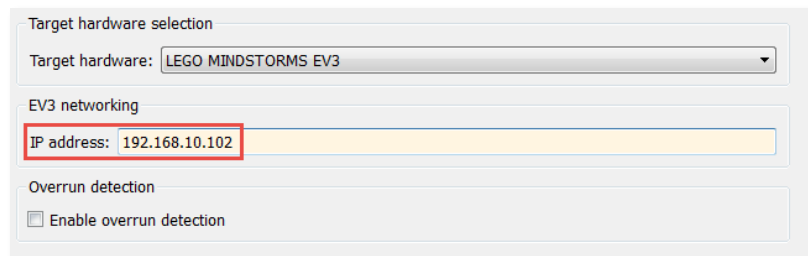 Target hardware selection
Target hardware: LEGO MINDSTORMS EV3
EV3 networking
IP address: 192.168.10.102
Overrun detection
Enable overrun detection